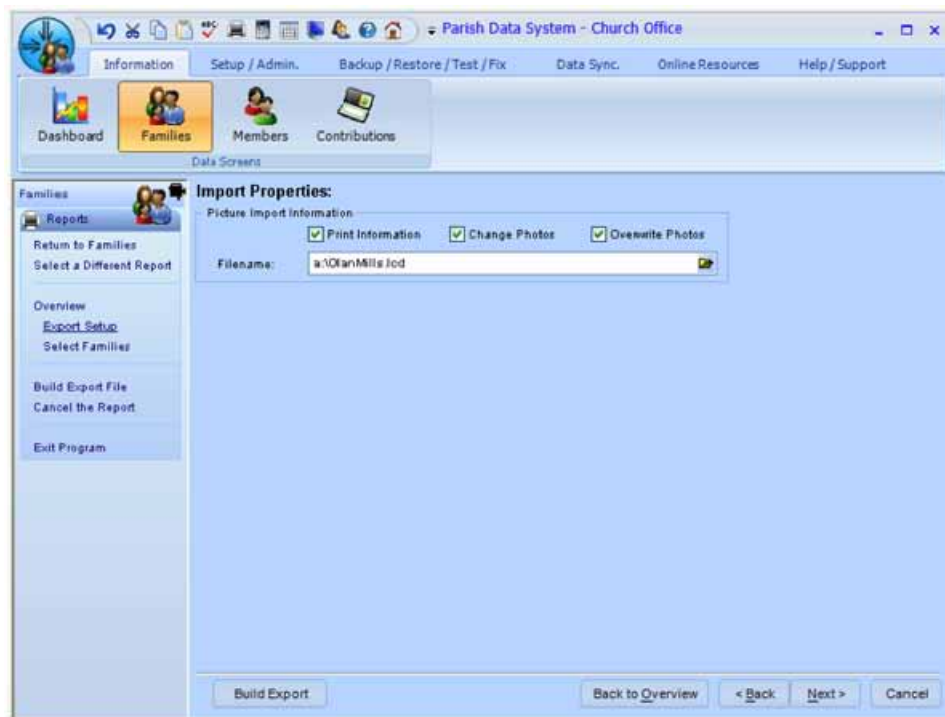 Parish Data System - Church Office
Information Setup / Admin. Backup / Restore / Test / Fix Data Sync. Online Resources Help / Support
Dashboard Families Members Contributions
Data Screens
Families
Reports
Return to Families
Select a Different Report
Overview
Export Setup
Select Families
Build Export File
Cancel the Report
Exit Program
Import Properties:
Picture Import Information
Print Information Change Photos Overwrite Photos
Filename: a:\OlanMills.lcd
Build Export Back to Overview < Back Next > Cancel